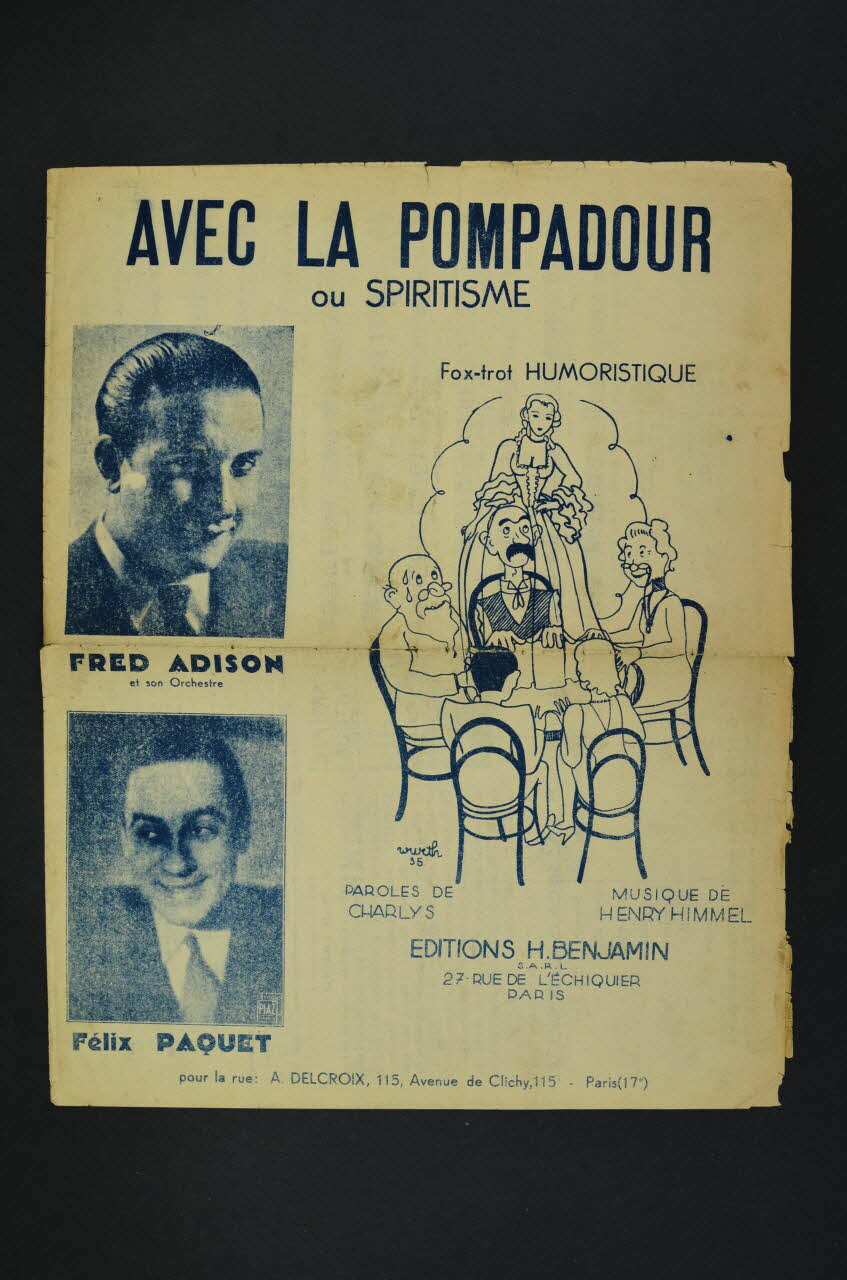 AVEC LA POMPADOUR
ou SPIRITISME
Fox-trot HUMORISTIQUE
FRED ADISON
et son Orchestre
wurth
35
PAROLES DE
CHARLYS
MUSIQUE DE
HENRY HIMMEL
EDITIONS H.BENJAMIN
S.A.R.L
27-RUE DE L'ÉCHIQUIER
PARIS
PIAZ
Félix PAQUET
pour la rue: A. DELCROIX, 115, Avenue de Clichy,115 - Paris(17º)